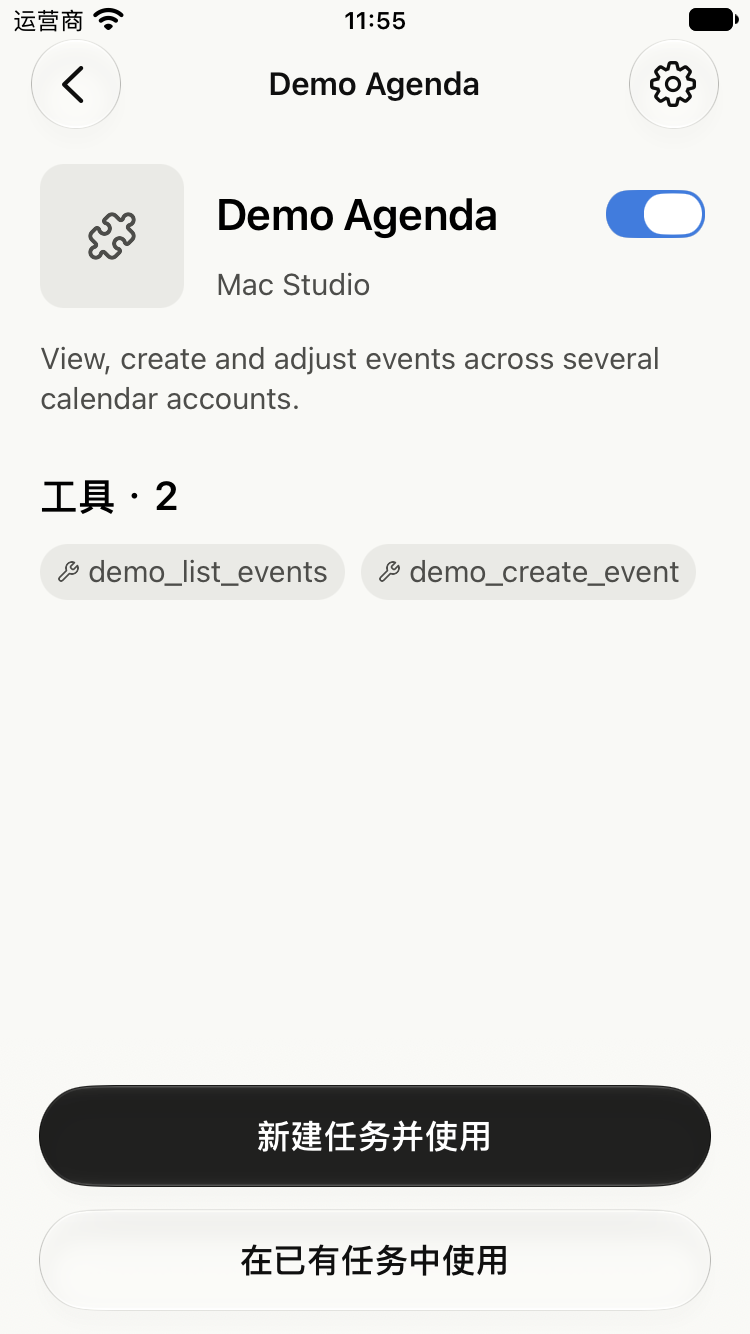 运营商 11:55
Demo Agenda
Demo Agenda
Mac Studio
View, create and adjust events across several
calendar accounts.
工具 · 2
demo_list_events demo_create_event
新建任务并使用
在已有任务中使用